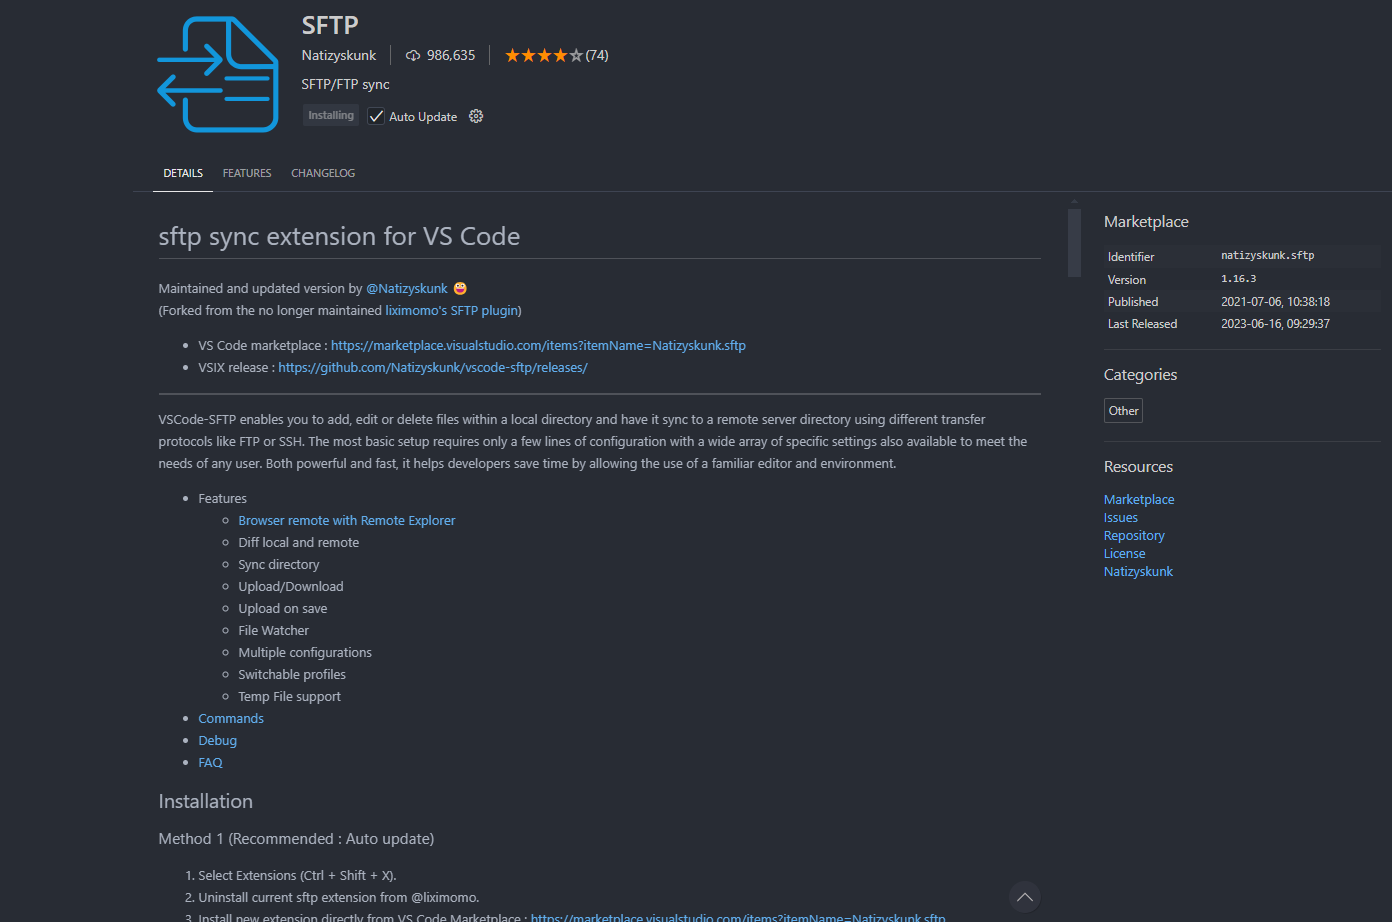 SFTP
Natizyskunk 986,635 (74)
SFTP/FTP sync
Installing Auto Update
DETAILS FEATURES CHANGELOG
sftp sync extension for VS Code
Maintained and updated version by @Natizyskunk 😀
(Forked from the no longer maintained liximomo's SFTP plugin)
VS Code marketplace : https://marketplace.visualstudio.com/items?itemName=Natizyskunk.sftp
VSIX release : https://github.com/Natizyskunk/vscode-sftp/releases/
VSCode-SFTP enables you to add, edit or delete files within a local directory and have it sync to a remote server directory using different transfer
protocols like FTP or SSH. The most basic setup requires only a few lines of configuration with a wide array of specific settings also available to meet the
needs of any user. Both powerful and fast, it helps developers save time by allowing the use of a familiar editor and environment.
Features
Browser remote with Remote Explorer
Diff local and remote
Sync directory
Upload/Download
Upload on save
File Watcher
Multiple configurations
Switchable profiles
Temp File support
Commands
Debug
FAQ
Installation
Method 1 (Recommended : Auto update)
1. Select Extensions (Ctrl + Shift + X).
2. Uninstall current sftp extension from @liximomo.
3. Install new extension directly from VS Code Marketplace : https://marketplace.visualstudio.com/items?itemName=Natizyskunk.sftp
Marketplace
Identifier natizyskunk.sftp
Version 1.16.3
Published 2021-07-06, 10:38:18
Last Released 2023-06-16, 09:29:37
Categories
Other
Resources
Marketplace
Issues
Repository
License
Natizyskunk